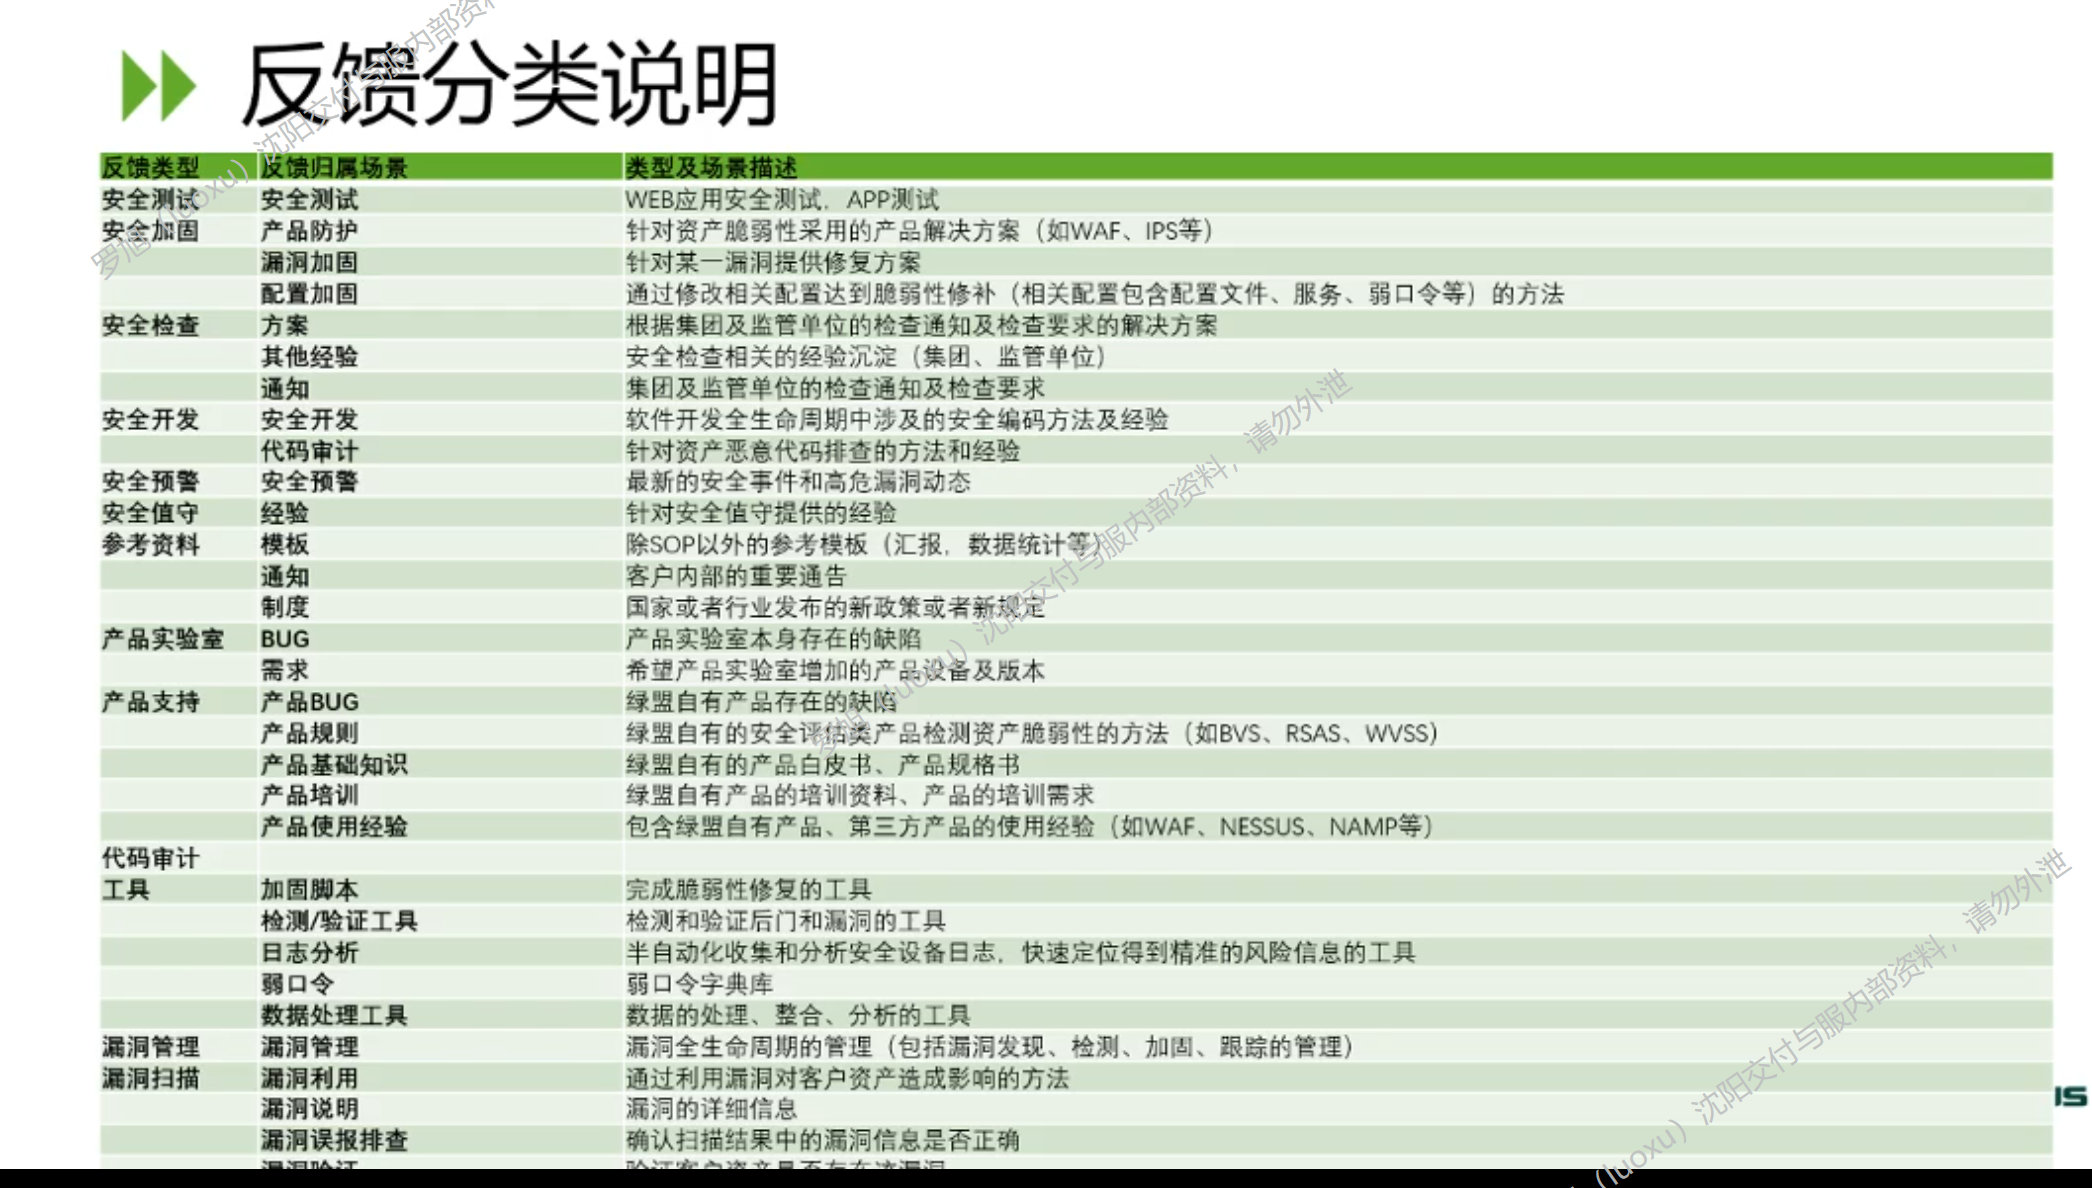 反馈分类说明
反馈类型 反馈归属场景 类型及场景描述
安全测试 安全测试 WEB应用安全测试，APP测试
安全加固 产品防护 针对资产脆弱性采用的产品解决方案（如WAF、IPS等）
漏洞加固 针对某一漏洞提供修复方案
配置加固 通过修改相关配置达到脆弱性修补（相关配置包含配置文件、服务、弱口令等）的方法
安全检查 方案 根据集团及监管单位的检查通知及检查要求的解决方案
其他经验 安全检查相关的经验沉淀（集团、监管单位）
通知 集团及监管单位的检查通知及检查要求
安全开发 安全开发 软件开发全生命周期中涉及的安全编码方法及经验
代码审计 针对资产恶意代码排查的方法和经验
安全预警 安全预警 最新的安全事件和高危漏洞动态
安全值守 经验 针对安全值守提供的经验
参考资料 模板 除SOP以外的参考模板（汇报，数据统计等）
通知 客户内部的重要通告
制度 国家或者行业发布的新政策或者新规定
产品实验室 BUG 产品实验室本身存在的缺陷
需求 希望产品实验室增加的产品设备及版本
产品支持 产品BUG 绿盟自有产品存在的缺陷
产品规则 绿盟自有的安全评估类产品检测资产脆弱性的方法（如BVS、RSAS、WVSS）
产品基础知识 绿盟自有的产品白皮书、产品规格书
产品培训 绿盟自有产品的培训资料、产品的培训需求
产品使用经验 包含绿盟自有产品、第三方产品的使用经验（如WAF、NESSUS、NAMP等）
代码审计
工具 加固脚本 完成脆弱性修复的工具
检测/验证工具 检测和验证后门和漏洞的工具
日志分析 半自动化收集和分析安全设备日志，快速定位得到精准的风险信息的工具
弱口令 弱口令字典库
数据处理工具 数据的处理、整合、分析的工具
漏洞管理 漏洞管理 漏洞全生命周期的管理（包括漏洞发现、检测、加固、跟踪的管理）
漏洞扫描 漏洞利用 通过利用漏洞对客户资产造成影响的方法
漏洞说明 漏洞的详细信息
漏洞误报排查 确认扫描结果中的漏洞信息是否正确
罗旭（luoxu）沈阳交付与服内部资
罗旭（luoxu）沈阳交付与服内部资料，请勿外泄
（luoxu）沈阳交付与服内部资料，请勿外泄